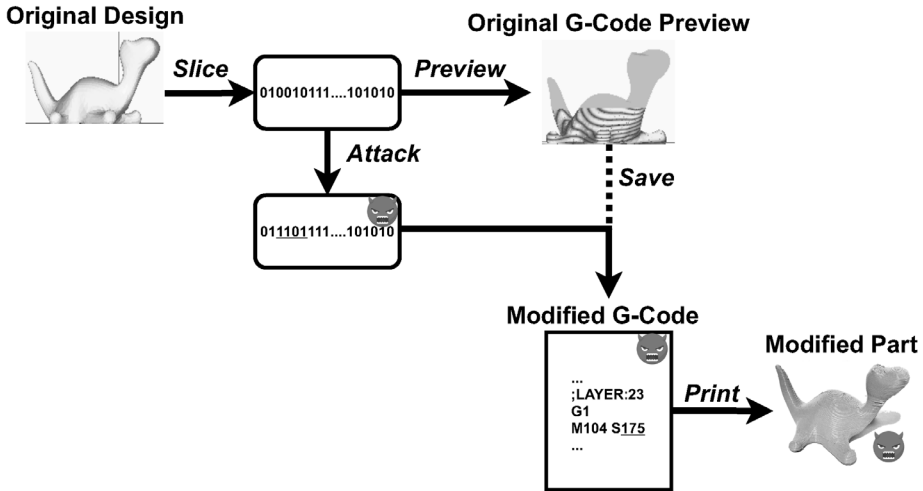 Original Design
Slice
010010111....101010
Preview
Original G-Code Preview
Attack
Save
011101111....101010
Modified G-Code
...
;LAYER:23
G1
M104 S175
...
Print
Modified Part